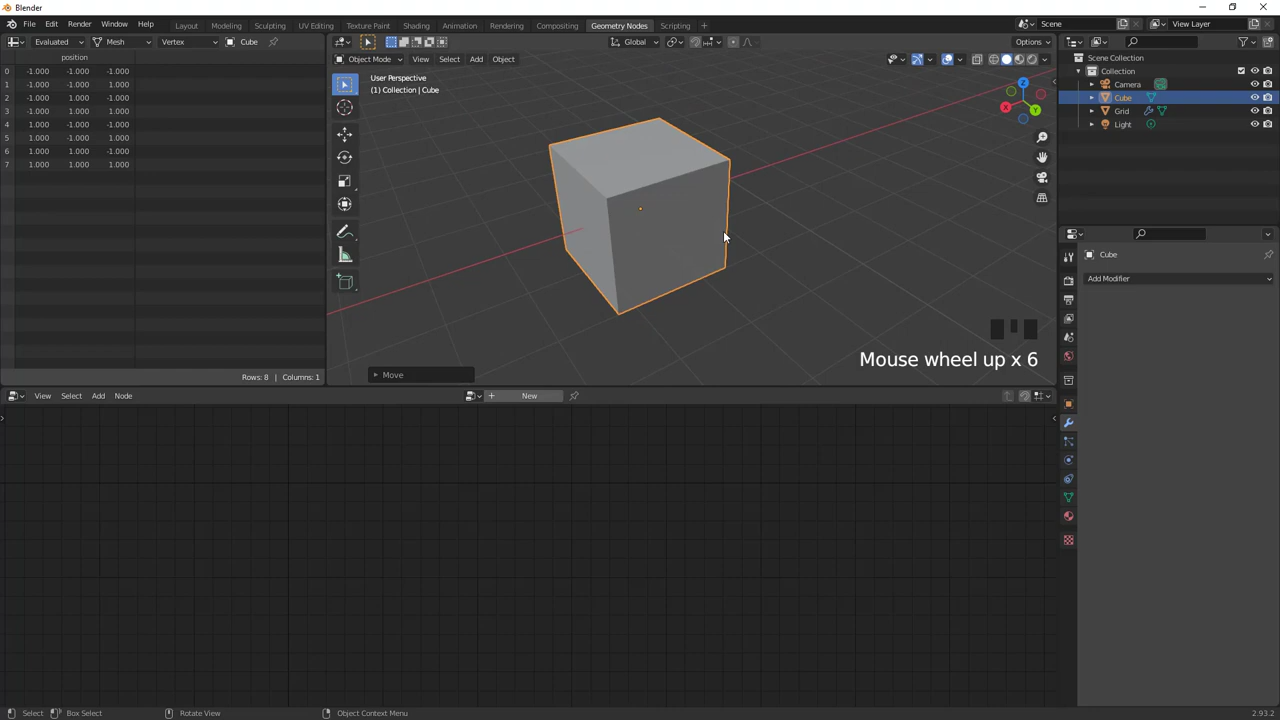 Blender
File Edit Render Window Help Layout Modeling Sculpting UV Editing Texture Paint Shading Animation Rendering Compositing Geometry Nodes Scripting + Scene View Layer
Evaluated Mesh Vertex Cube Global Options
position
Object Mode View Select Add Object
User Perspective
(1) Collection | Cube
0 -1.000 -1.000 -1.000
1 -1.000 -1.000 1.000
2 -1.000 1.000 -1.000
3 -1.000 1.000 1.000
4 1.000 -1.000 -1.000
5 1.000 -1.000 1.000
6 1.000 1.000 -1.000
7 1.000 1.000 1.000
Z
X
Y
Scene Collection
Collection
Camera
Cube
Grid
Light
Cube
Add Modifier
Mouse wheel up x 6
Move
Rows: 8 | Columns: 1
View Select Add Node + New
Select Box Select Rotate View Object Context Menu 2.93.2